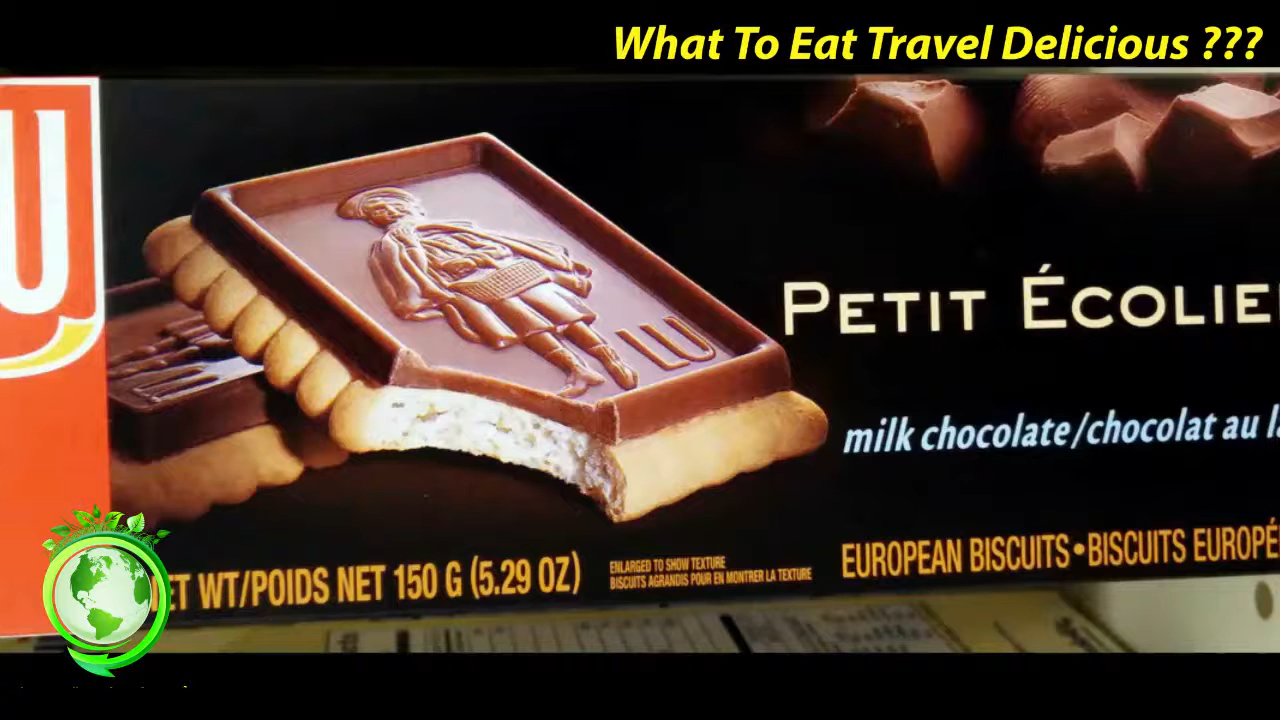 What To Eat Travel Delicious ???
U
PETIT ÉCOLIE
LU
milk chocolate/chocolat au l
ET WT/POIDS NET 150 G (5.29 OZ)
ENLARGED TO SHOW TEXTURE
BISCUITS AGRANDIS POUR EN MONTRER LA TEXTURE
EUROPEAN BISCUITS • BISCUITS EUROPÉ